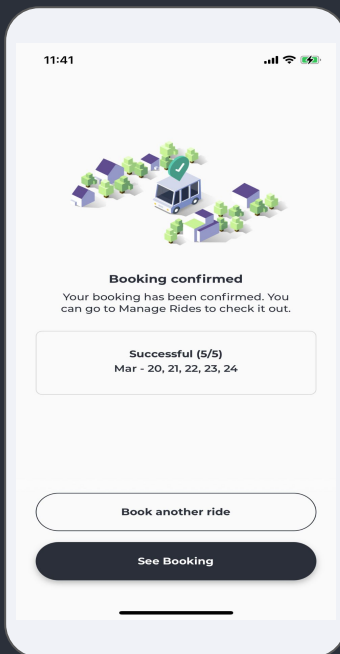 11:41
Booking confirmed
Your booking has been confirmed. You
can go to Manage Rides to check it out.
Successful (5/5)
Mar - 20, 21, 22, 23, 24
Book another ride
See Booking